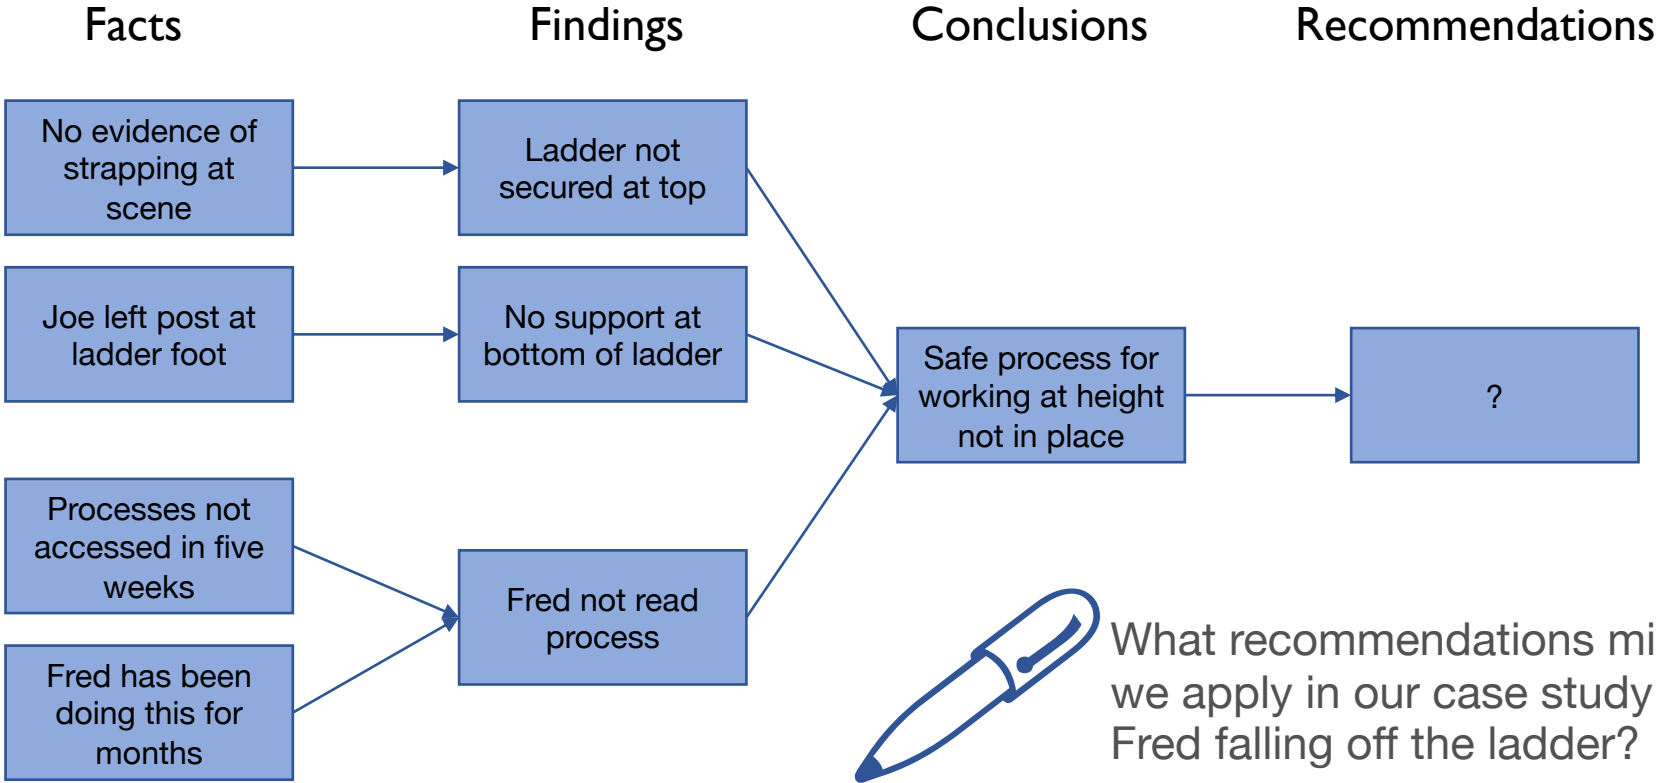 Facts
Findings
Conclusions
Recommendations
No evidence of
strapping at
scene
Ladder not
secured at top
Joe left post at
ladder foot
No support at
bottom of ladder
Safe process for
working at height
not in place
?
Processes not
accessed in five
weeks
Fred not read
process
Fred has been
doing this for
months
What recommendations mi
we apply in our case study
Fred falling off the ladder?